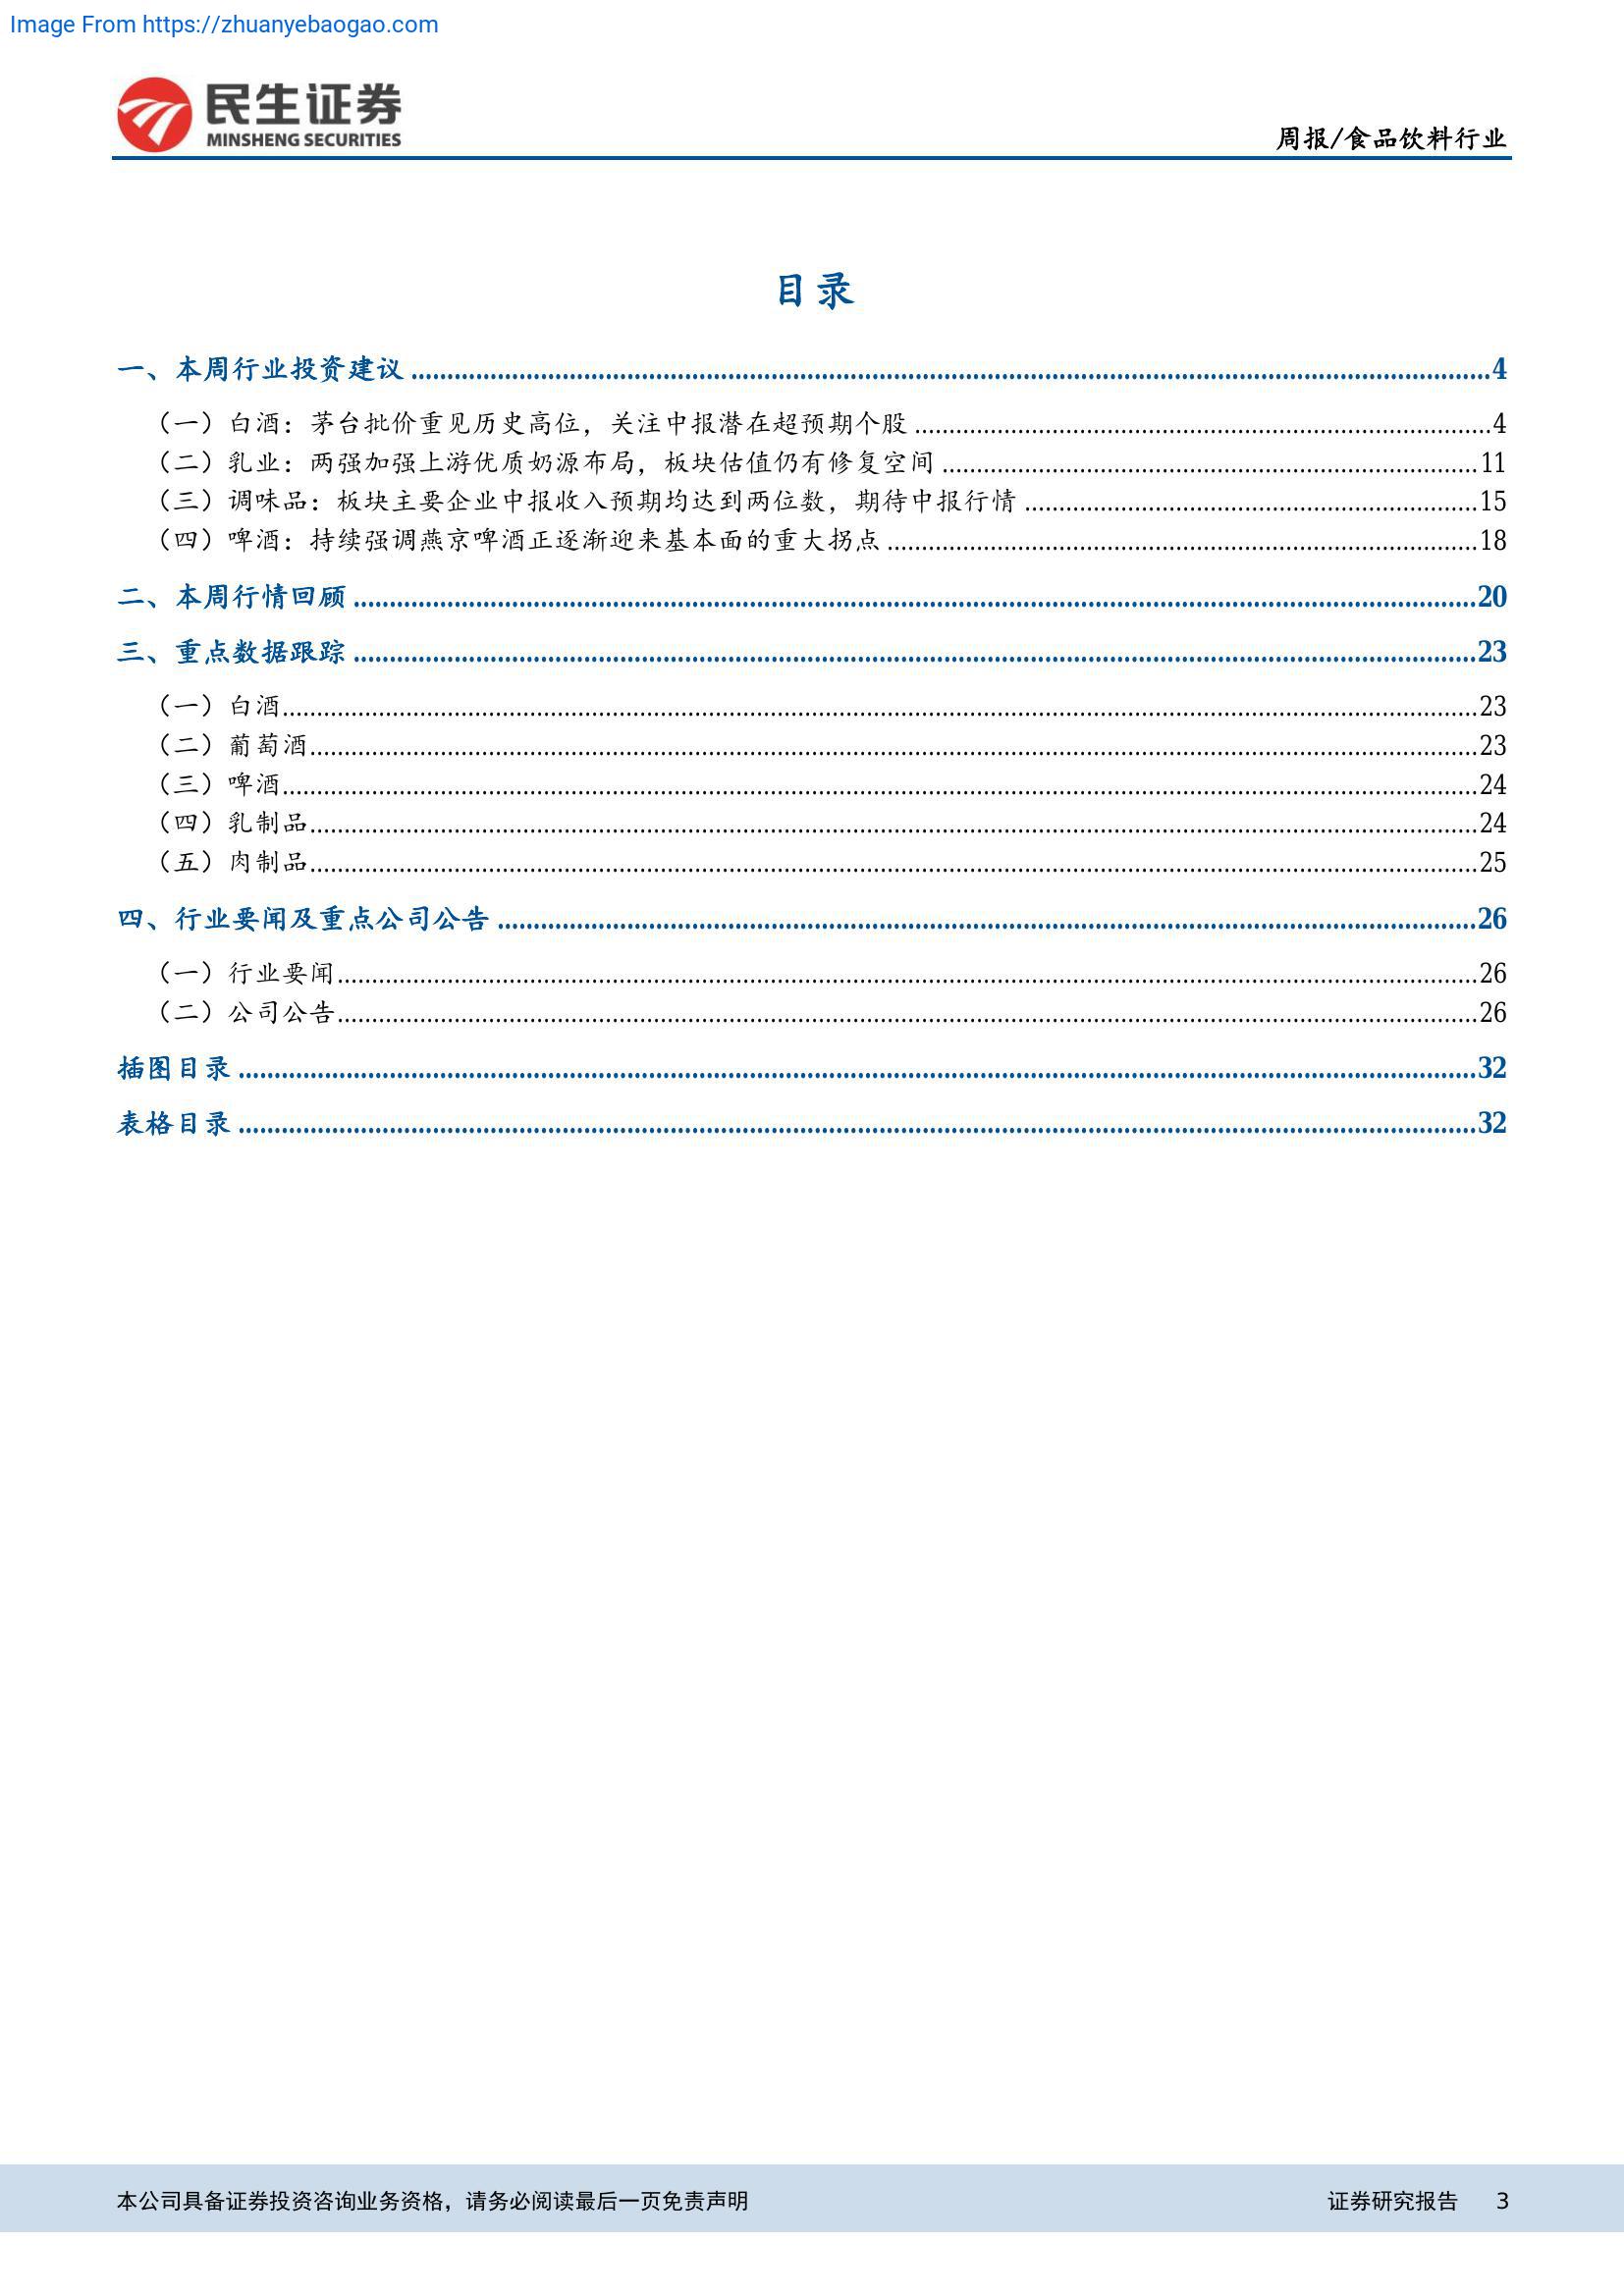 Image From https://zhuanyebaogao.com
民生证券
MINSHENG SECURITIES
周报/食品饮料行业
目录
一、本周行业投资建议 ........ 4
（一）白酒：茅台批价重见历史高位，关注中报潜在超预期个股 ........ 4
（二）乳业：两强加强上游优质奶源布局，板块估值仍有修复空间 ........ 11
（三）调味品：板块主要企业中报收入预期均达到两位数，期待中报行情 ........ 15
（四）啤酒：持续强调燕京啤酒正逐渐迎来基本面的重大拐点 ........ 18
二、本周行情回顾 ........ 20
三、重点数据跟踪 ........ 23
（一）白酒 ........ 23
（二）葡萄酒 ........ 23
（三）啤酒 ........ 24
（四）乳制品 ........ 24
（五）肉制品 ........ 25
四、行业要闻及重点公司公告 ........ 26
（一）行业要闻 ........ 26
（二）公司公告 ........ 26
插图目录 ........ 32
表格目录 ........ 32
本公司具备证券投资咨询业务资格，请务必阅读最后一页免责声明
证券研究报告 3